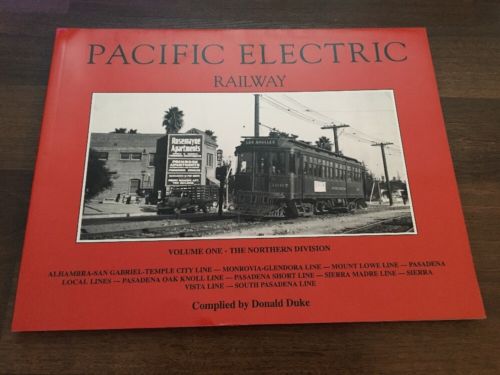 PACIFIC ELECTRIC
RAILWAY
LOS ANGELES
Rosemayne
Apartments
VOLUME ONE - THE NORTHERN DIVISION
ALHAMBRA-SAN GABRIEL-TEMPLE CITY LINE — MONROVIA-GLENDORA LINE — MOUNT LOWE LINE — PASADENA
LOCAL LINES — PASADENA OAK KNOLL LINE — PASADENA SHORT LINE — SIERRA MADRE LINE — SIERRA
VISTA LINE — SOUTH PASADENA LINE
Complied by Donald Duke